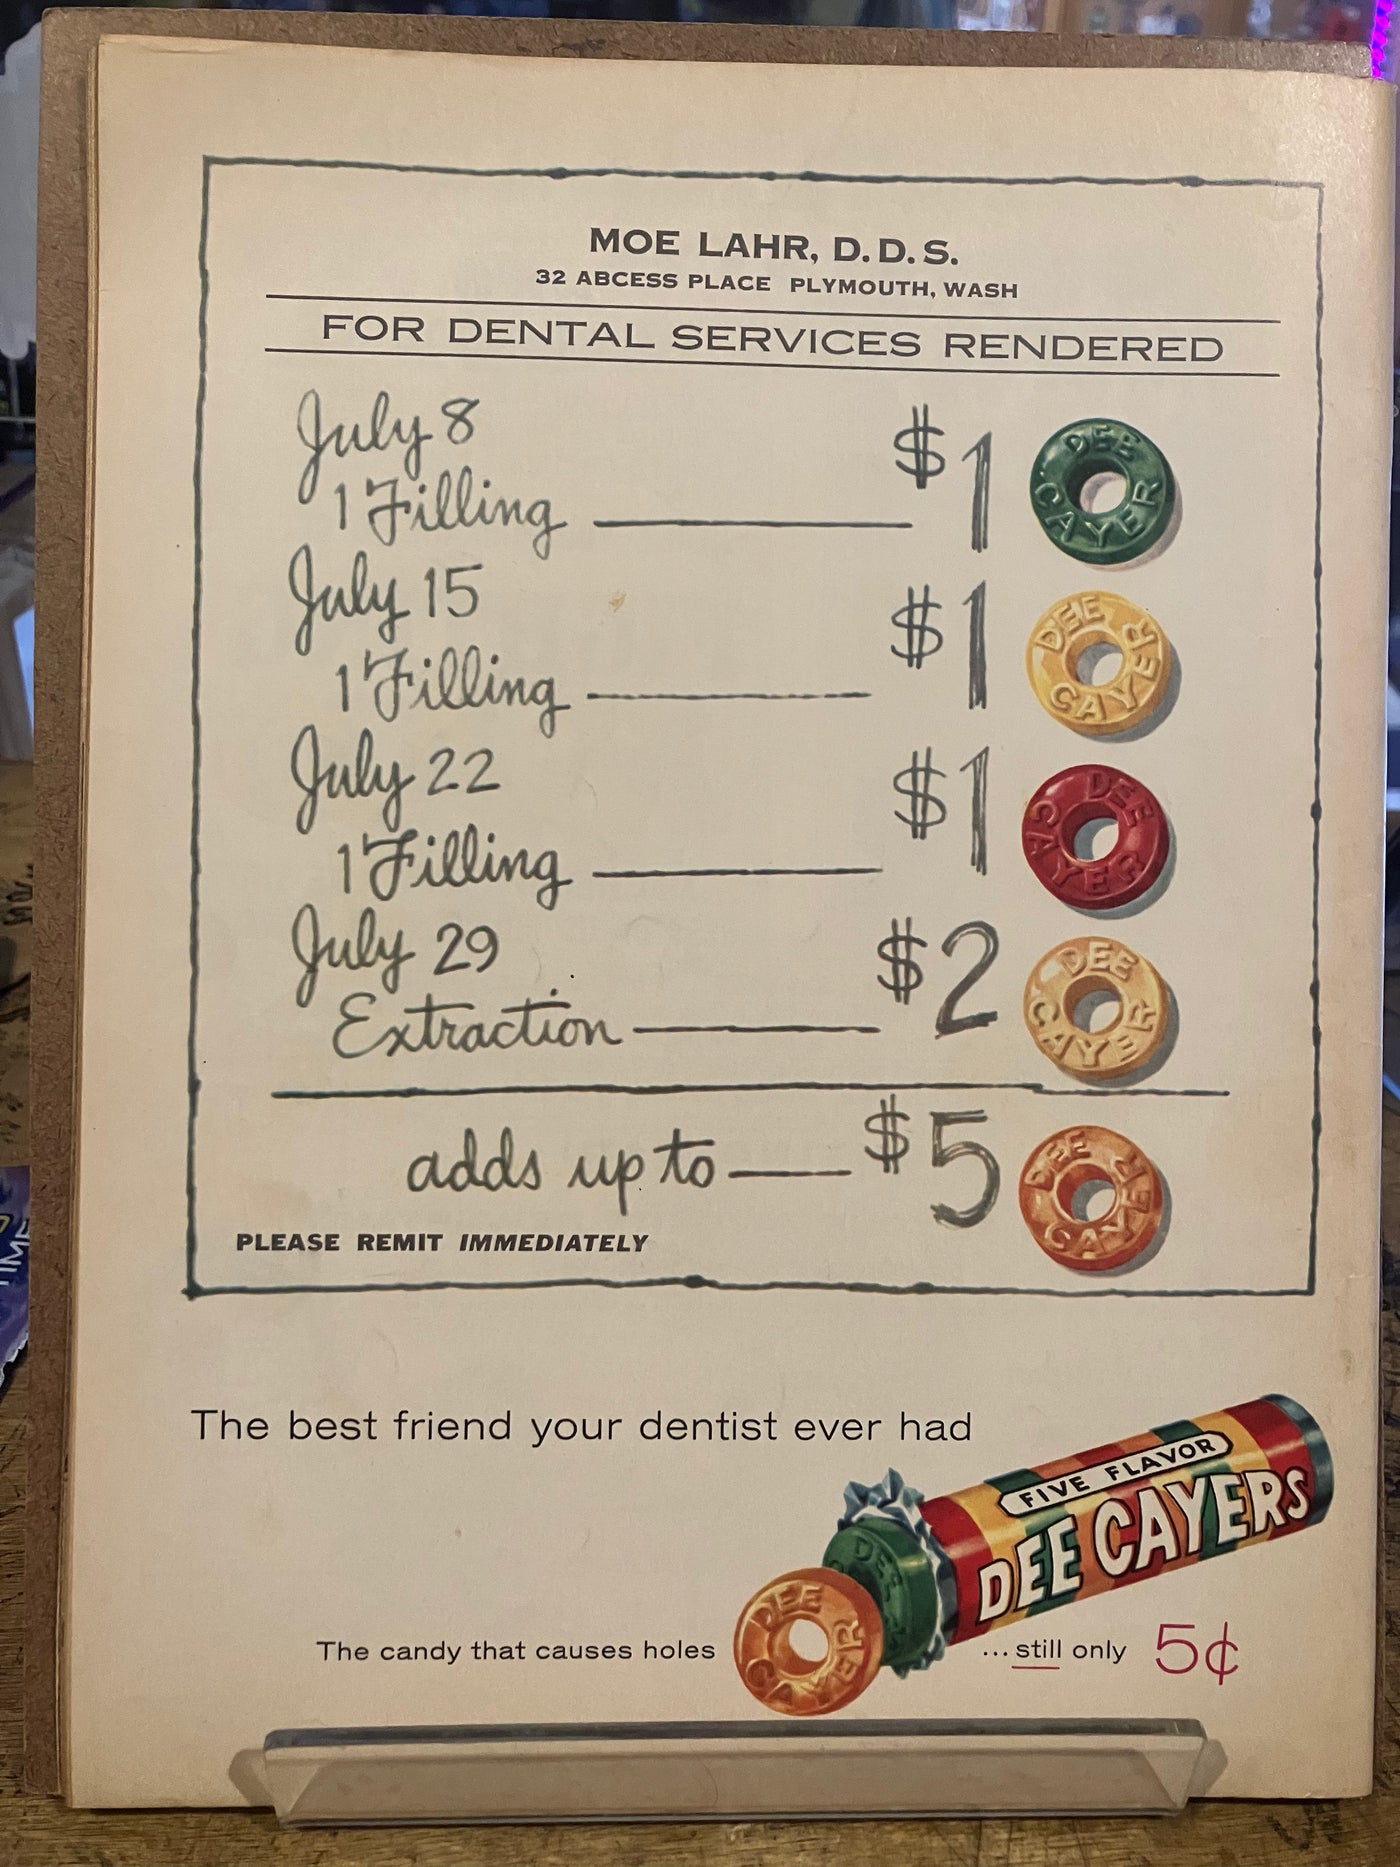 MOE LAHR, D.D.S.
32 ABCESS PLACE PLYMOUTH, WASH
FOR DENTAL SERVICES RENDERED
July 8
1 Filling $1 DEE CAYER
July 15
1 Filling $1 DEE CAYER
July 22
1 Filling $1 DEE CAYER
July 29
Extraction $2 DEE CAYER
adds up to $5 DEE CAYER
PLEASE REMIT IMMEDIATELY
The best friend your dentist ever had
FIVE FLAVOR
DEE CAYERS
DEE
DEE CAYER
The candy that causes holes
...still only 5¢